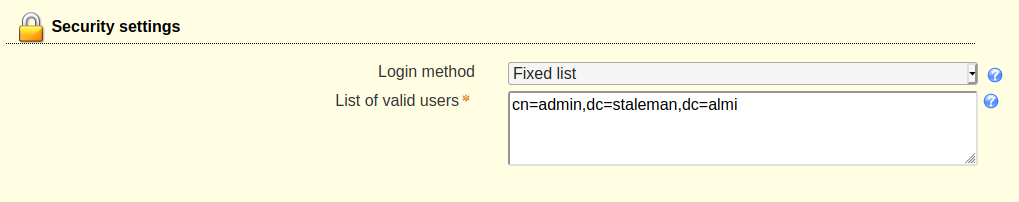 Security settings
Login method Fixed list
List of valid users*
cn=admin,dc=staleman,dc=almi